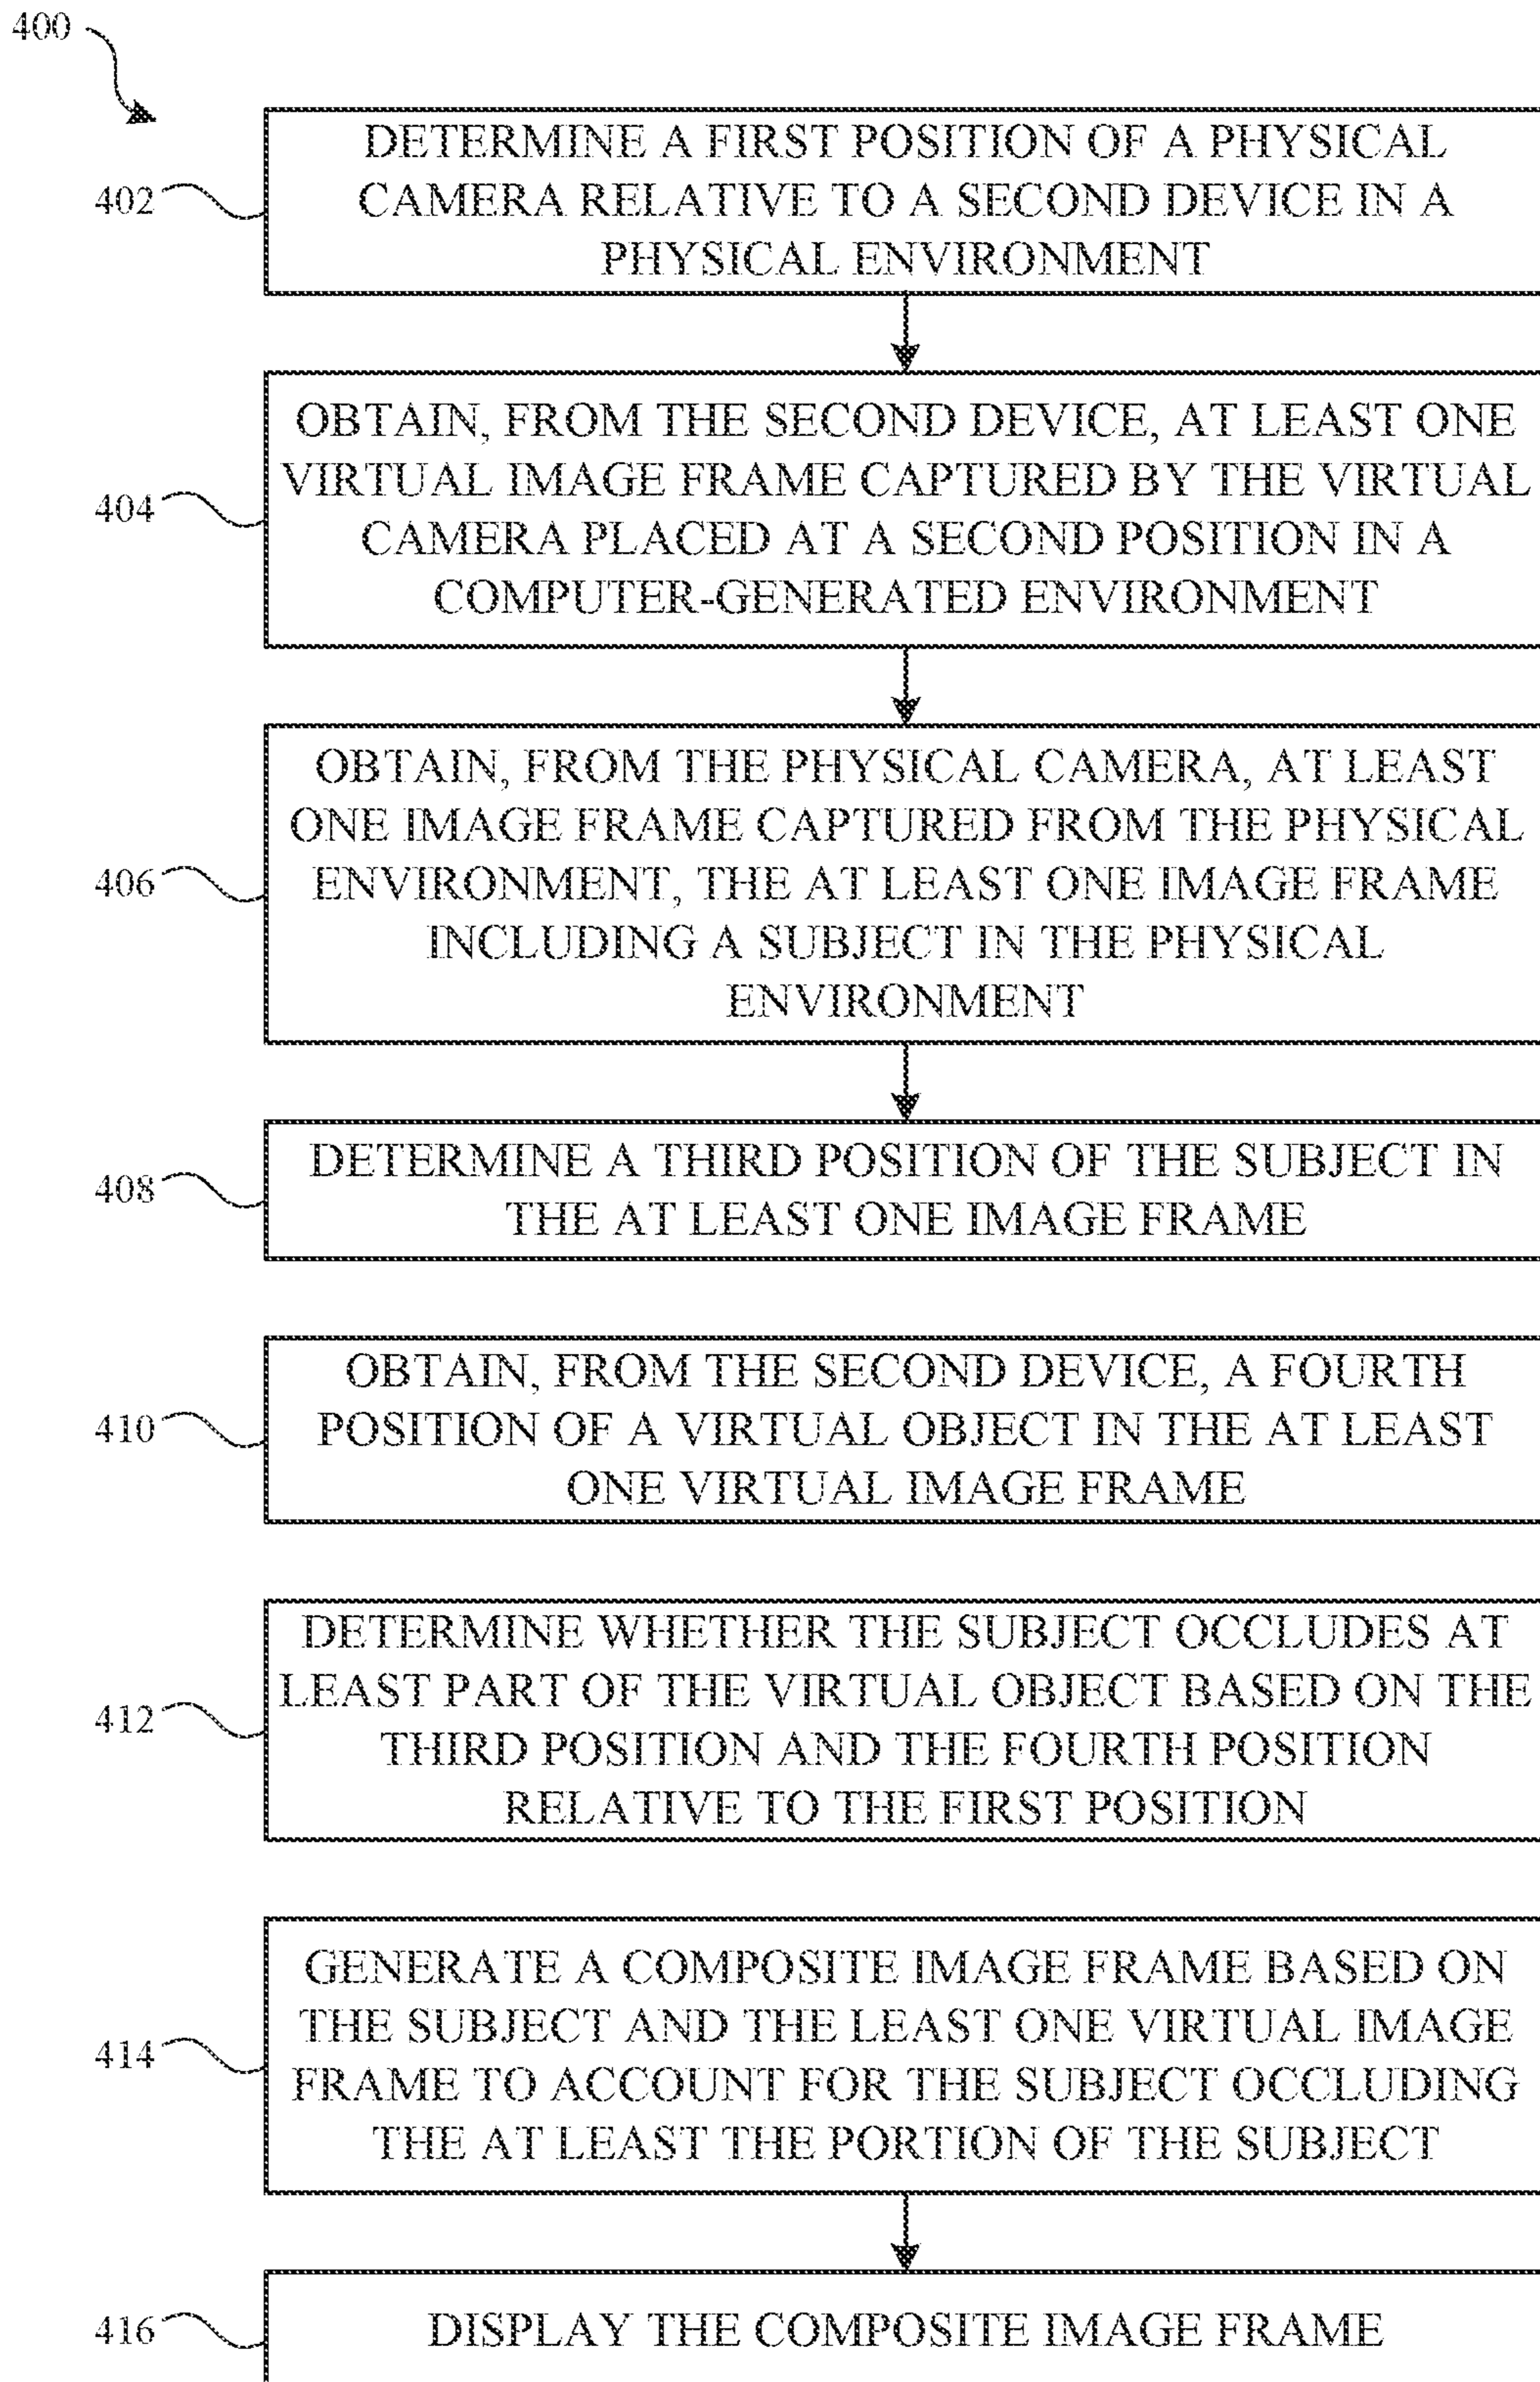 400
402
DETERMINE A FIRST POSITION OF A PHYSICAL
CAMERA RELATIVE TO A SECOND DEVICE IN A
PHYSICAL ENVIRONMENT
404
OBTAIN, FROM THE SECOND DEVICE, AT LEAST ONE
VIRTUAL IMAGE FRAME CAPTURED BY THE VIRTUAL
CAMERA PLACED AT A SECOND POSITION IN A
COMPUTER-GENERATED ENVIRONMENT
406
OBTAIN, FROM THE PHYSICAL CAMERA, AT LEAST
ONE IMAGE FRAME CAPTURED FROM THE PHYSICAL
ENVIRONMENT, THE AT LEAST ONE IMAGE FRAME
INCLUDING A SUBJECT IN THE PHYSICAL
ENVIRONMENT
408
DETERMINE A THIRD POSITION OF THE SUBJECT IN
THE AT LEAST ONE IMAGE FRAME
410
OBTAIN, FROM THE SECOND DEVICE, A FOURTH
POSITION OF A VIRTUAL OBJECT IN THE AT LEAST
ONE VIRTUAL IMAGE FRAME
412
DETERMINE WHETHER THE SUBJECT OCCLUDES AT
LEAST PART OF THE VIRTUAL OBJECT BASED ON THE
THIRD POSITION AND THE FOURTH POSITION
RELATIVE TO THE FIRST POSITION
414
GENERATE A COMPOSITE IMAGE FRAME BASED ON
THE SUBJECT AND THE LEAST ONE VIRTUAL IMAGE
FRAME TO ACCOUNT FOR THE SUBJECT OCCLUDING
THE AT LEAST THE PORTION OF THE SUBJECT
416
DISPLAY THE COMPOSITE IMAGE FRAME